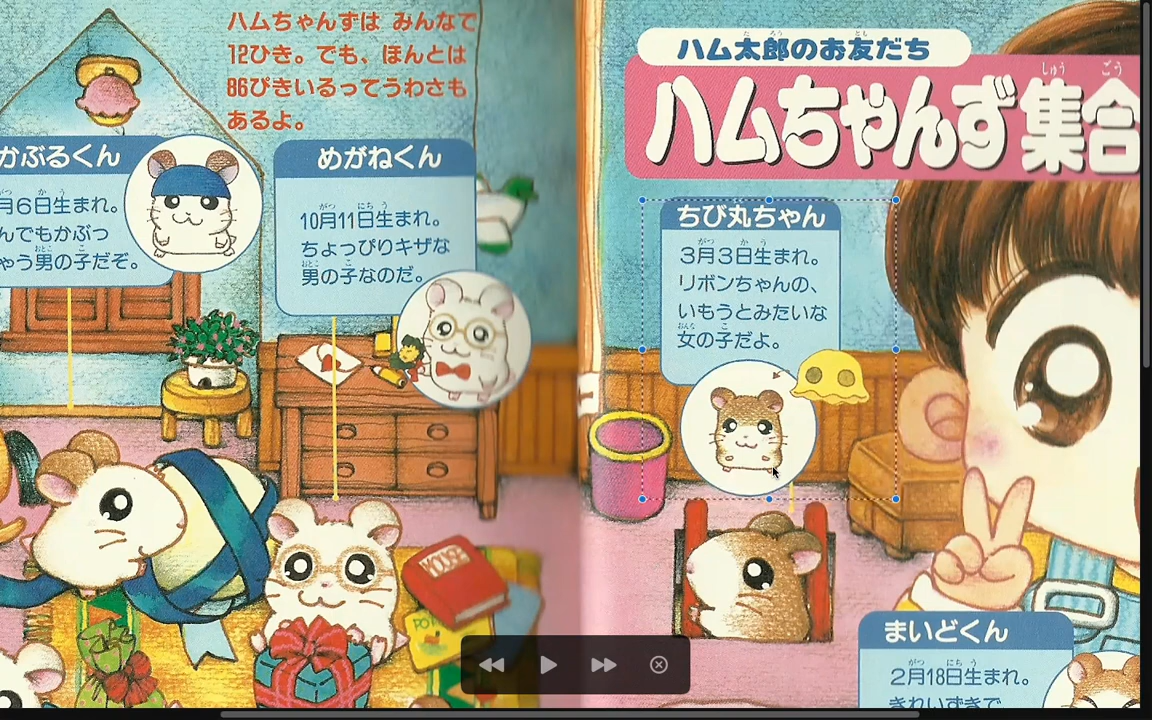 ハムちゃんずは みんなで
12ひき。でも、ほんとは
86ぴきいるってうわさも
あるよ。
かぶるくん
月6日生まれ。
んでもかぶっ
ゃう男の子だぞ。
めがねくん
10月11日生まれ。
ちょっぴりキザな
男の子なのだ。
ハム太郎のお友だち
ハムちゃんず集合
ちび丸ちゃん
3月3日生まれ。
リボンちゃんの、
いもうとみたいな
女の子だよ。
まいどくん
2月18日生まれ。
きれいずきで